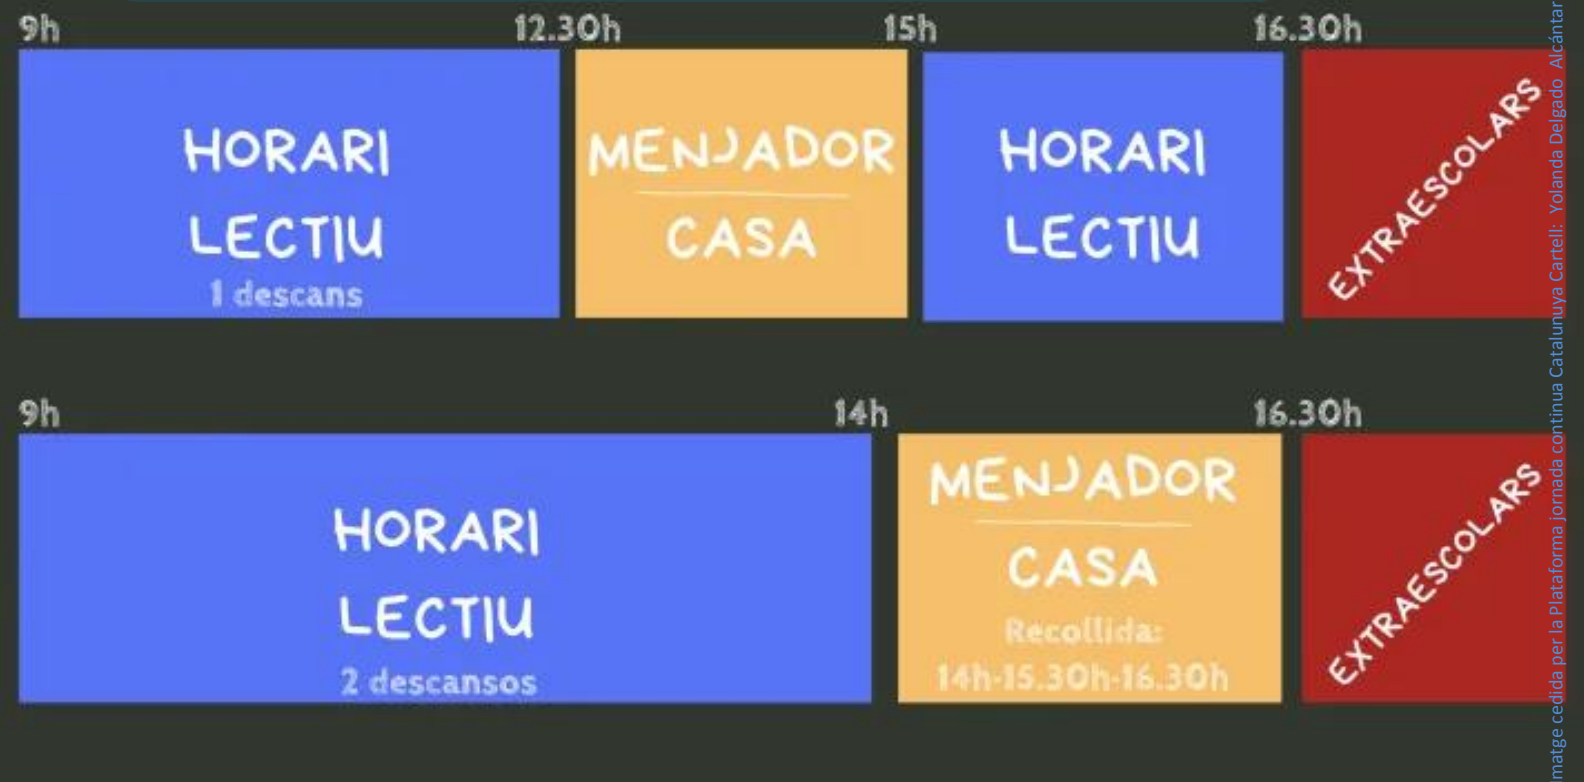 9h 12.30h 15h 16.30h
HORARI
LECTIU
1 descans
MENJADOR
CASA
HORARI
LECTIU
EXTRAESCOLARS
9h 14h 16.30h
HORARI
LECTIU
2 descansos
MENJADOR
CASA
Recollida:
14h-15.30h-16.30h
EXTRAESCOLARS
matge cedida per la Plataforma jornada continua Catalunuya Cartell: Yolanda Delgado Alcántar